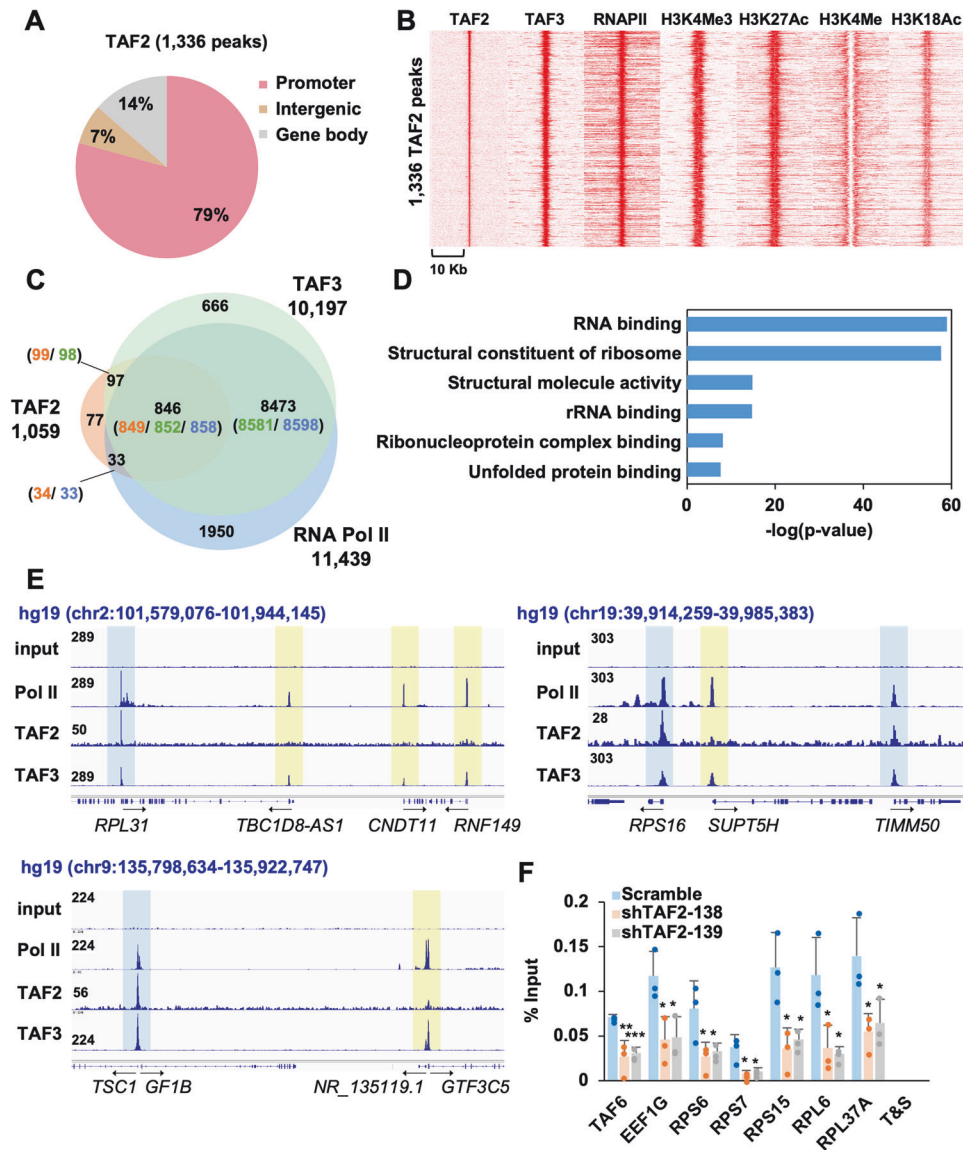 A
TAF2 (1,336 peaks)
14%
7%
79%
Promoter
Intergenic
Gene body
B
TAF2 TAF3 RNAPII H3K4Me3 H3K27Ac H3K4Me H3K18Ac
1,336 TAF2 peaks
10 Kb
C
TAF3
10,197
666
(99/ 98)
97
TAF2
1,059
77
846
(849/ 852/ 858)
8473
(8581/ 8598)
33
(34/ 33)
1950
RNA Pol II
11,439
D
RNA binding
Structural constituent of ribosome
Structural molecule activity
rRNA binding
Ribonucleoprotein complex binding
Unfolded protein binding
0 20 40 60
-log(p-value)
E
hg19 (chr2:101,579,076-101,944,145)
input 289
Pol II 289
TAF2 50
TAF3 289
RPL31 TBC1D8-AS1 CNDT11 RNF149
hg19 (chr19:39,914,259-39,985,383)
input 303
Pol II 303
TAF2 28
TAF3 303
RPS16 SUPT5H TIMM50
hg19 (chr9:135,798,634-135,922,747)
input 224
Pol II 224
TAF2 56
TAF3 224
TSC1 GF1B NR_135119.1 GTF3C5
F
Scramble
shTAF2-138
shTAF2-139
% Input
0.2
0.15
0.1
0.05
0
** *** * * * * * * * * * * * *
TAF6 EEF1G RPS6 RPS7 RPS15 RPL6 RPL37A T&S